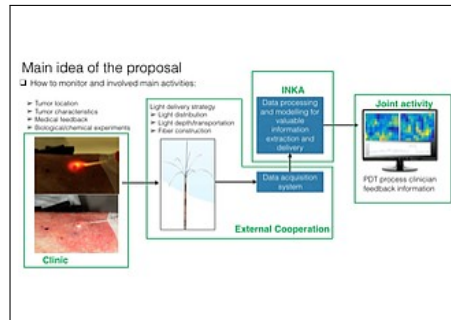 Main idea of the proposal
❑ How to monitor and involved main activities:
➢ Tumor location
➢ Tumor characteristics
➢ Medical feedback
➢ Biological/chemical experiments
Clinic
Light delivery strategy
➢ Light distribution
➢ Light depth/transportation
➢ Fiber construction
External Cooperation
INKA
Data processing
and modelling for
valuable
information
extraction and
delivery
Data acquisition
system
Joint activity
PDT process clinician
feedback information